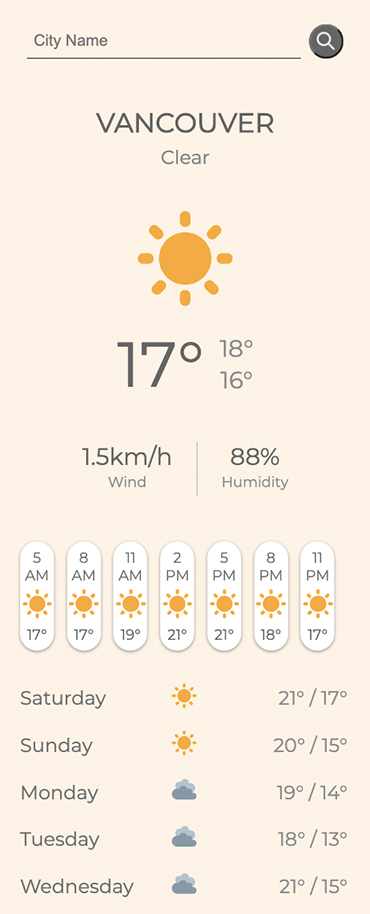 City Name
VANCOUVER
Clear
17° 18°
16°
1.5km/h 88%
Wind Humidity
5 8 11 2 5 8 11
AM AM AM PM PM PM PM
17° 17° 19° 21° 21° 18° 17°
Saturday 21° / 17°
Sunday 20° / 15°
Monday 19° / 14°
Tuesday 18° / 13°
Wednesday 21° / 15°